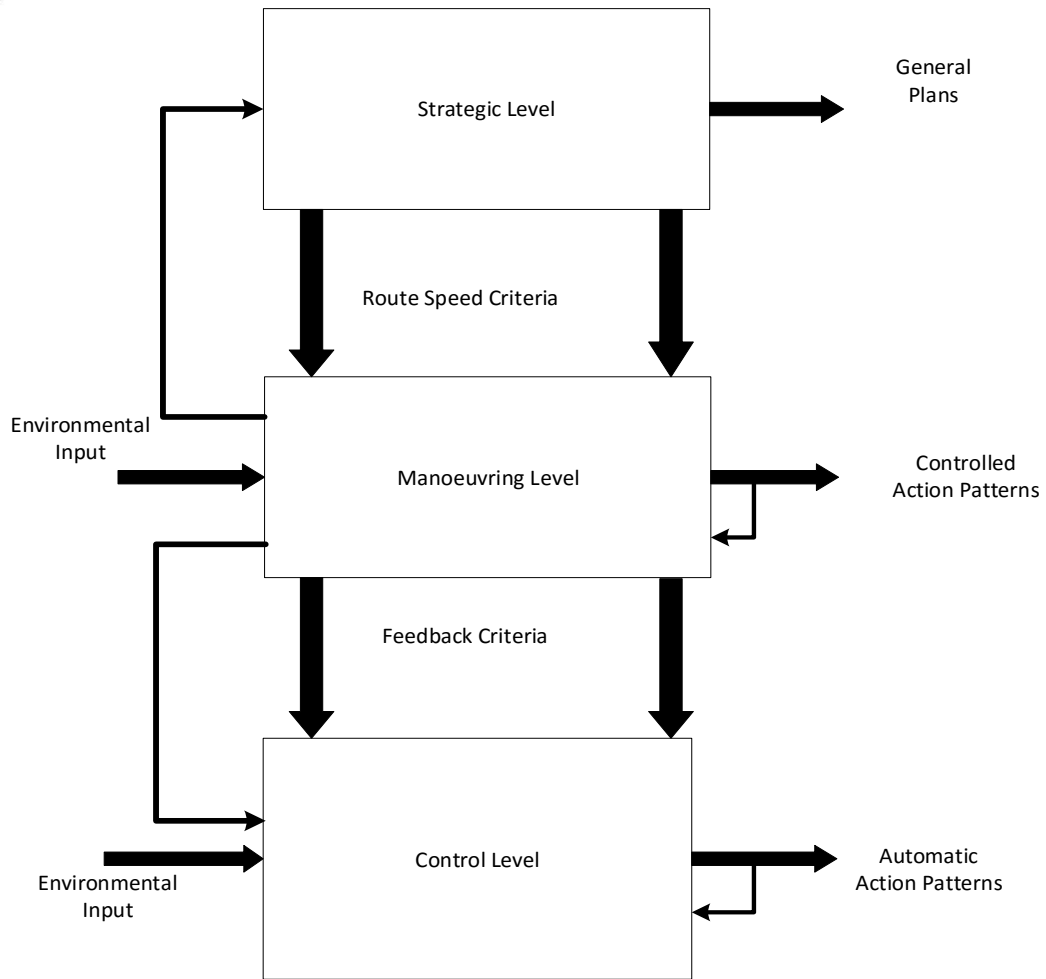 General
Plans
Strategic Level
Route Speed Criteria
Environmental
Input
Manoeuvring Level
Controlled
Action Patterns
Feedback Criteria
Control Level
Automatic
Action Patterns
Environmental
Input